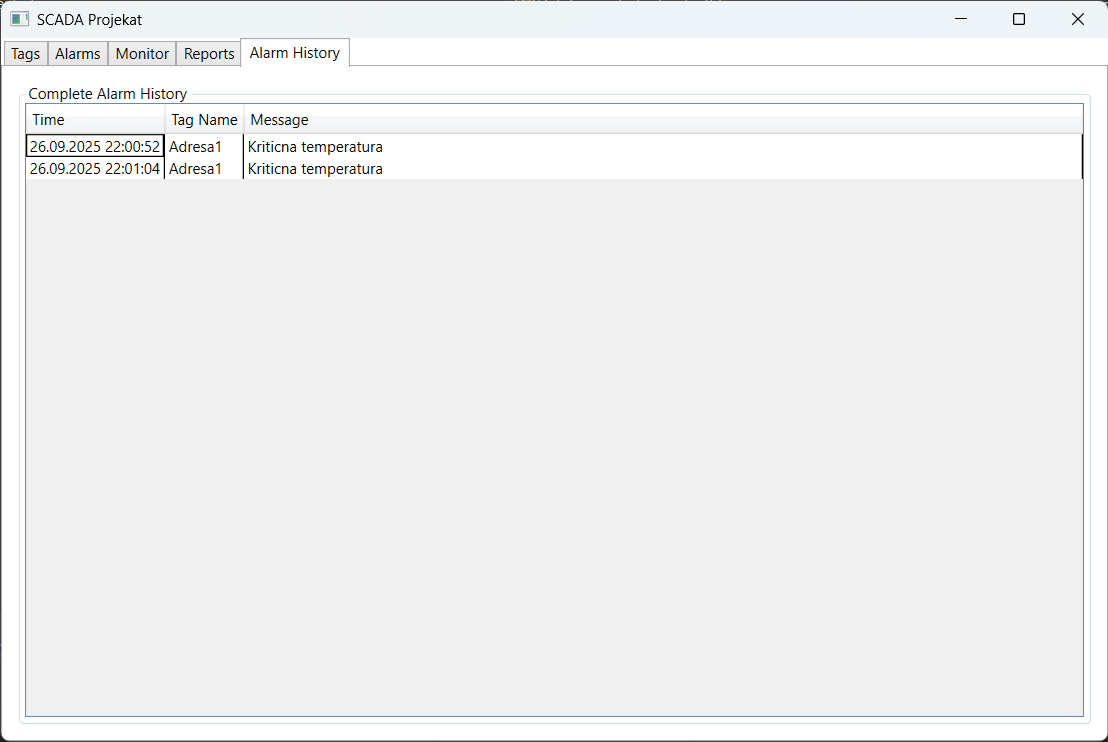 SCADA Projekat
Tags Alarms Monitor Reports Alarm History
Complete Alarm History
Time Tag Name Message
26.09.2025 22:00:52 Adresa1 Kriticna temperatura
26.09.2025 22:01:04 Adresa1 Kriticna temperatura